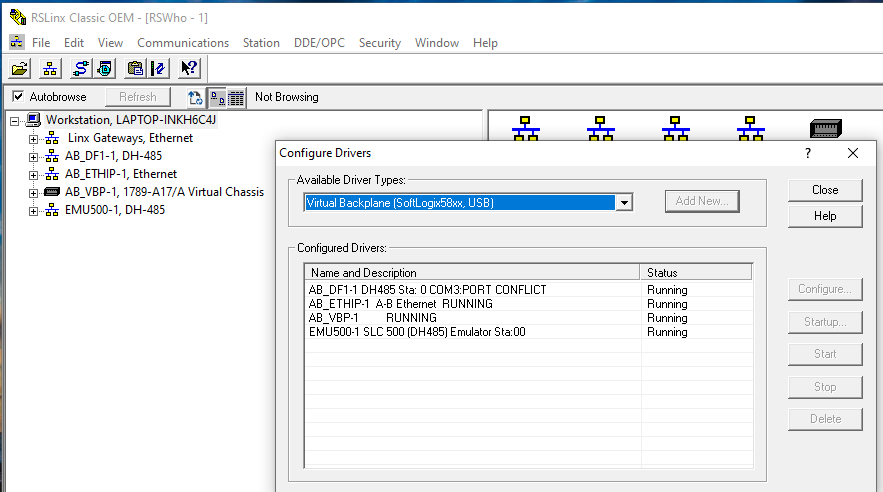 RSLinx Classic OEM - [RSWho - 1]
File Edit View Communications Station DDE/OPC Security Window Help
Autobrowse Refresh Not Browsing
Workstation, LAPTOP-INKH6C4J
Linx Gateways, Ethernet
AB_DF1-1, DH-485
AB_ETHIP-1, Ethernet
AB_VBP-1, 1789-A17/A Virtual Chassis
EMU500-1, DH-485
Configure Drivers ?
Available Driver Types:
Virtual Backplane (SoftLogix58xx, USB) Add New...
Close
Help
Configured Drivers:
Name and Description Status
AB_DF1-1 DH485 Sta: 0 COM3:PORT CONFLICT Running
AB_ETHIP-1 A-B Ethernet RUNNING Running
AB_VBP-1 RUNNING Running
EMU500-1 SLC 500 (DH485) Emulator Sta:00 Running
Configure...
Startup...
Start
Stop
Delete